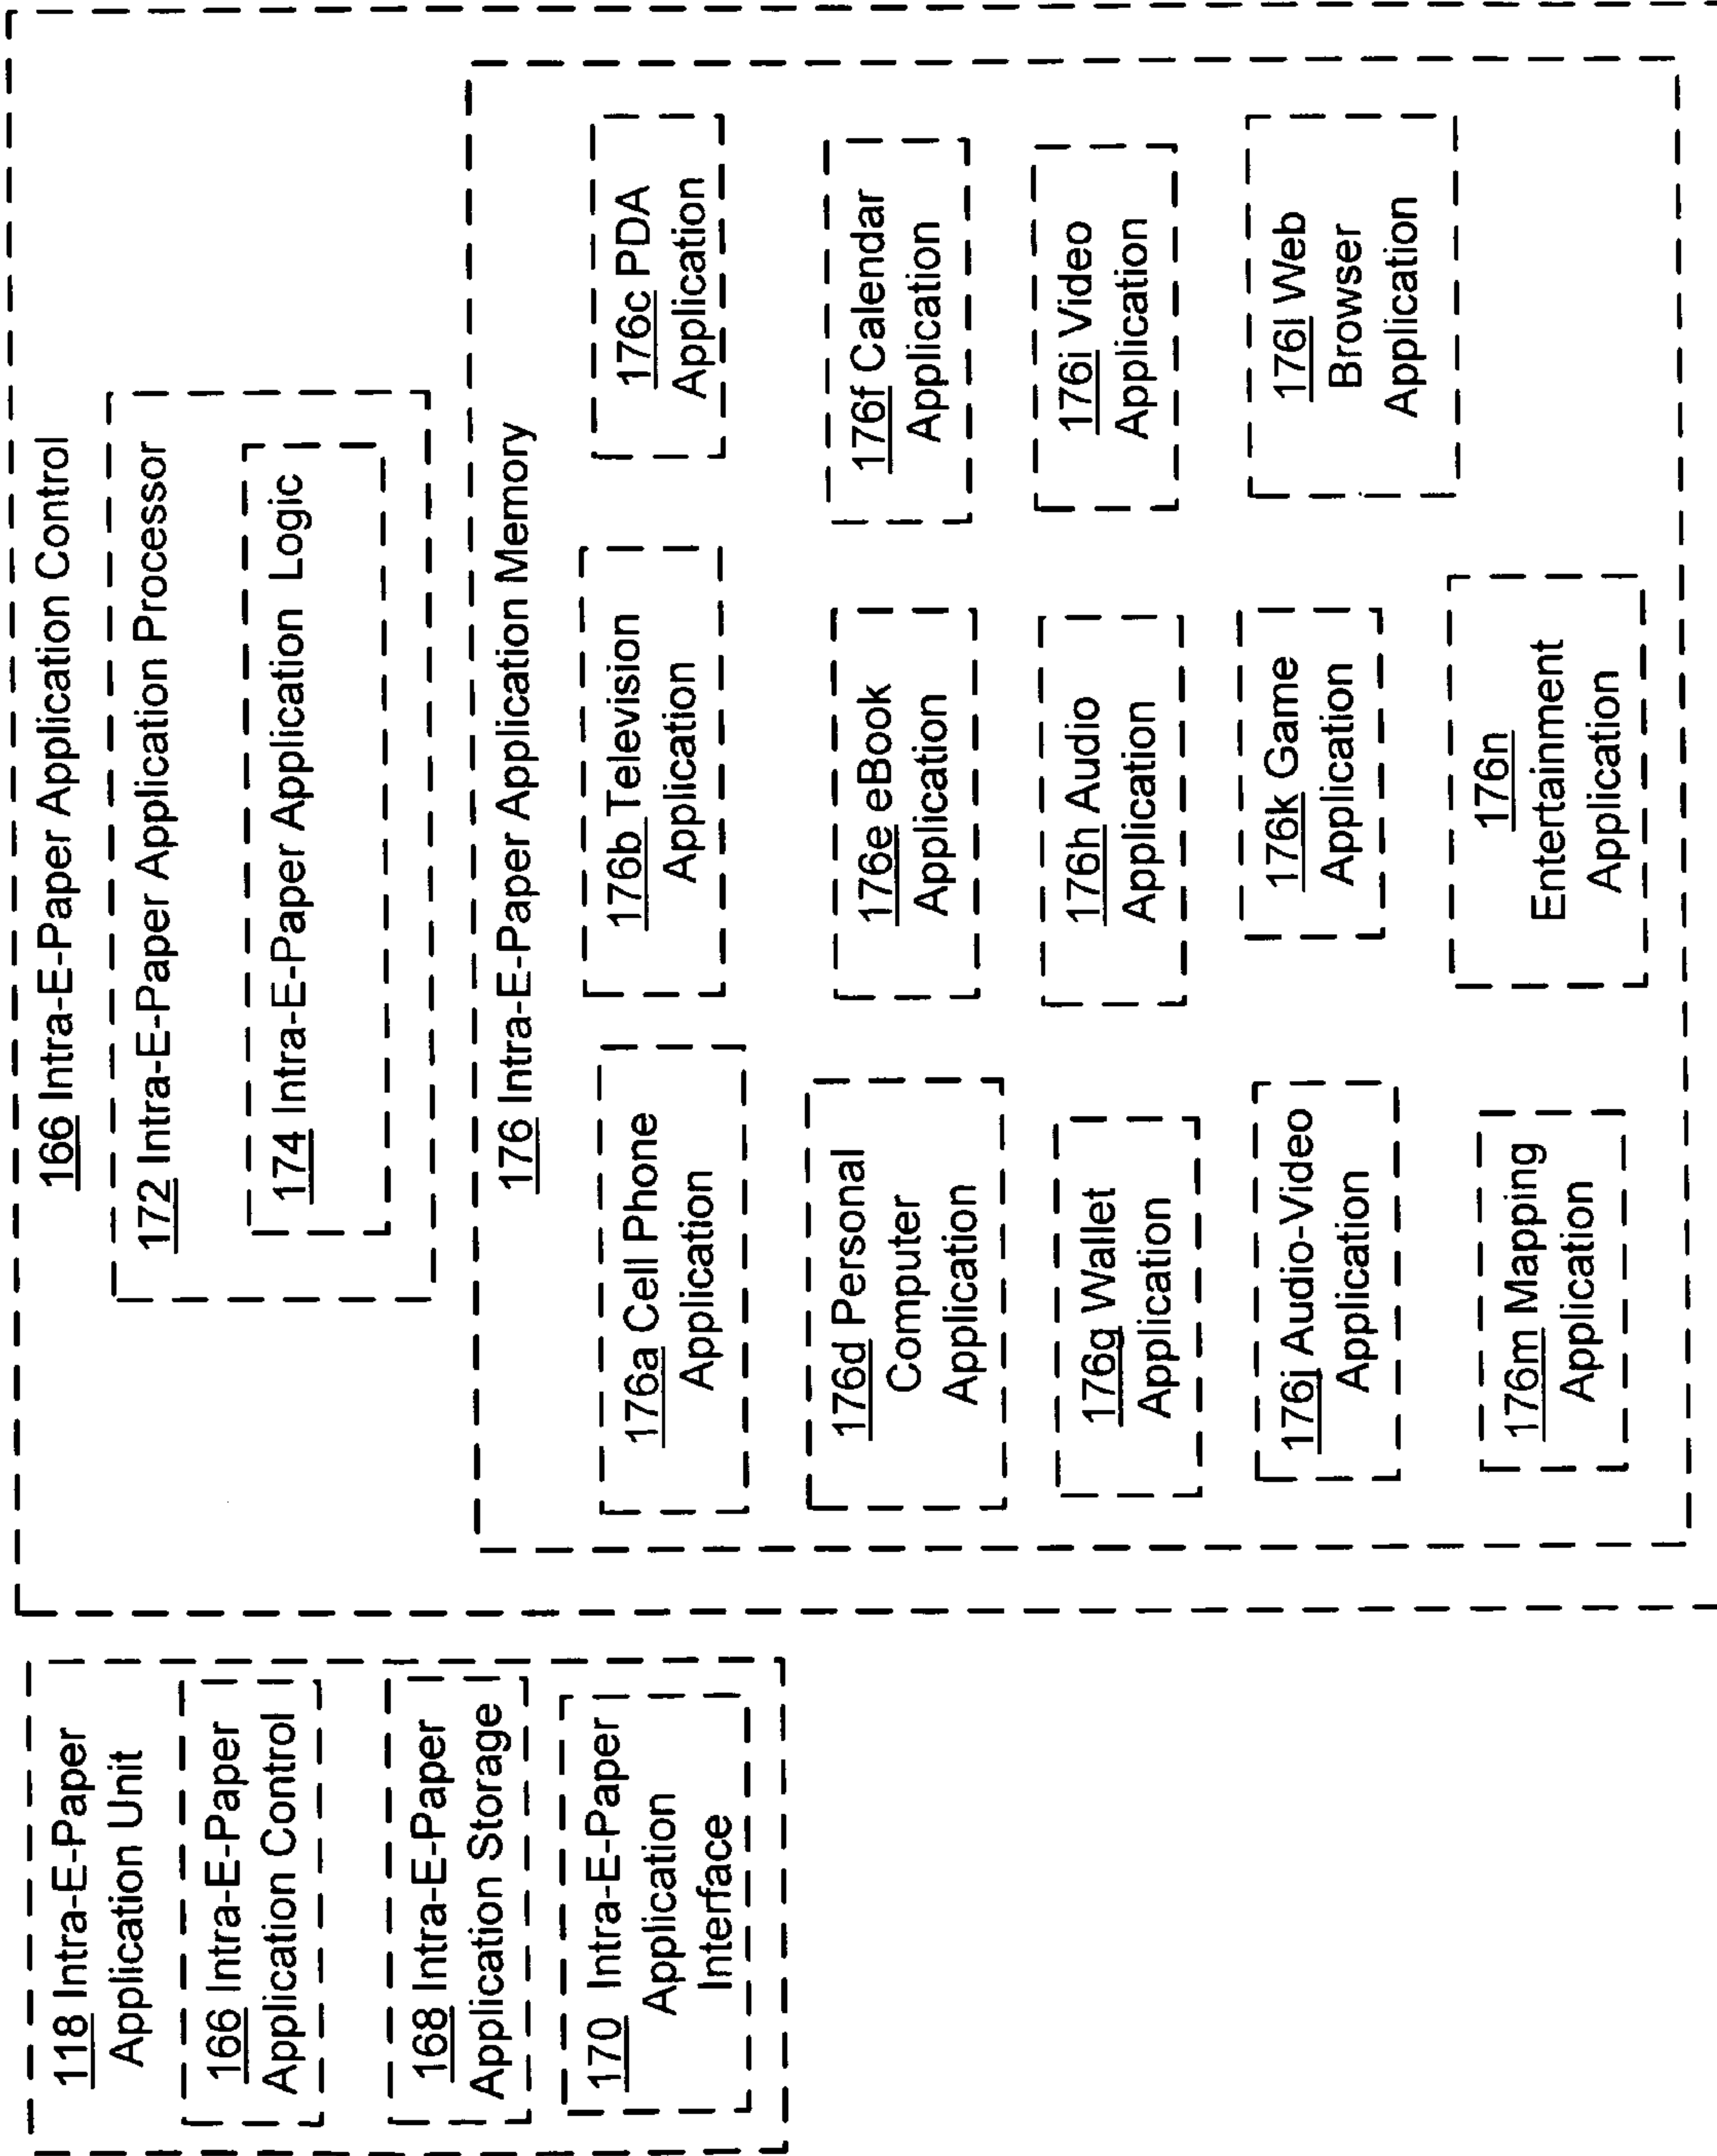 118 Intra-E-Paper
Application Unit
166 Intra-E-Paper
Application Control
168 Intra-E-Paper
Application Storage
170 Intra-E-Paper
Application
Interface
166 Intra-E-Paper Application Control
172 Intra-E-Paper Application Processor
174 Intra-E-Paper Application Logic
176 Intra-E-Paper Application Memory
176a Cell Phone
Application
176b Television
Application
176c PDA
Application
176d Personal
Computer
Application
176e eBook
Application
176f Calendar
Application
176g Wallet
Application
176h Audio
Application
176i Video
Application
176j Audio-Video
Application
176k Game
Application
176l Web
Browser
Application
176m Mapping
Application
176n
Entertainment
Application